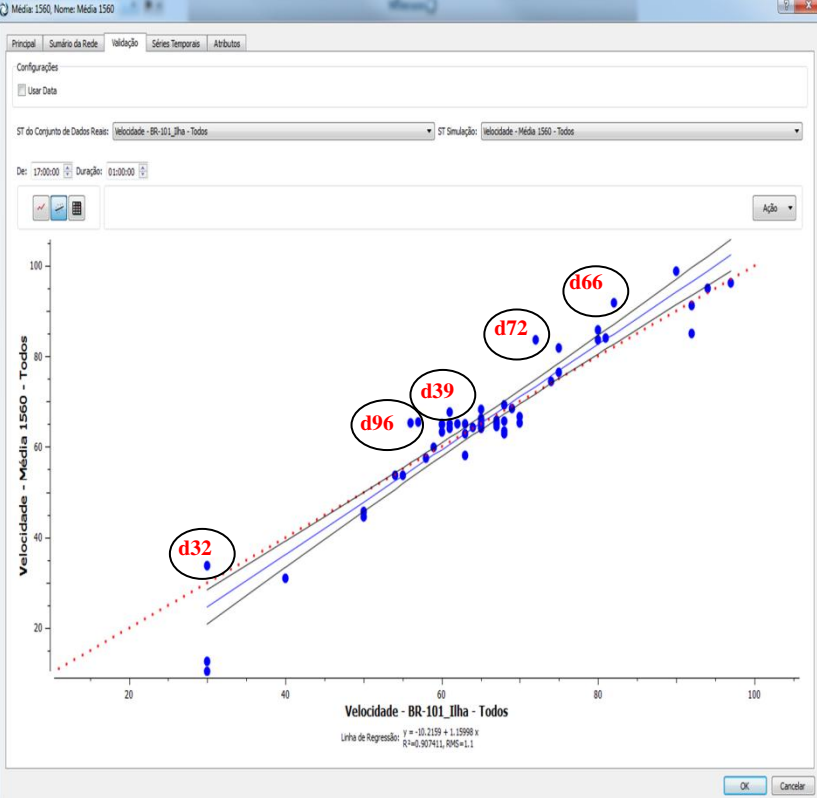 Média: 1560, Nome: Média 1560
Principal Sumário da Rede Validação Séries Temporais Atributos
Configurações
Usar Data
ST do Conjunto de Dados Reais: Velocidade - BR-101_Ilha - Todos ST Simulação: Velocidade - Média 1560 - Todos
De: 17:00:00 Duração: 01:00:00
Ação
Velocidade - Média 1560 - Todos
100
80
60
40
20
d66
d72
d39
d96
d32
20 40 60 80 100
Velocidade - BR-101_Ilha - Todos
Linha de Regressão: y = -10.2159 + 1.15998 x
R²=0.907411, RMS=1.1
OK Cancelar